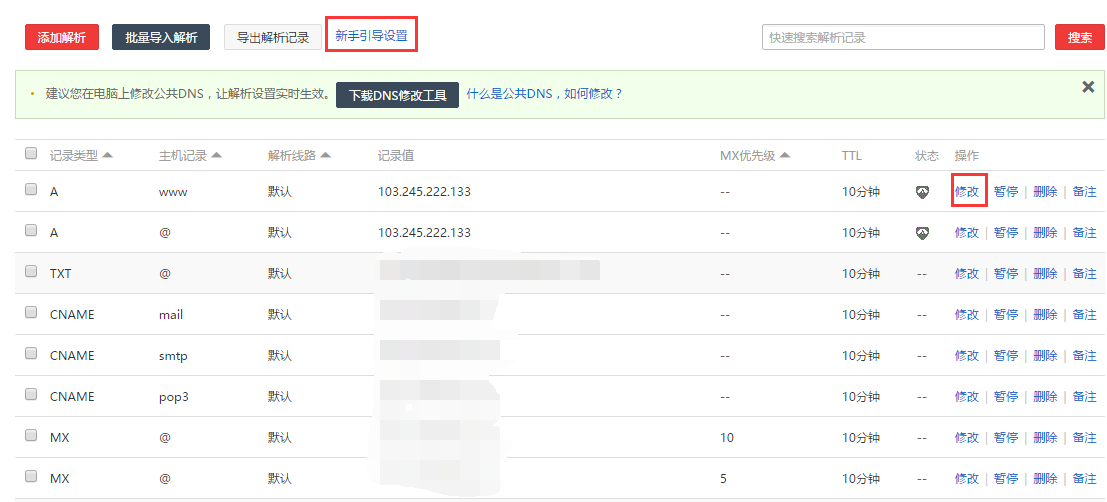 添加解析 批量导入解析 导出解析记录 新手引导设置 快速搜索解析记录 搜索
建议您在电脑上修改公共DNS，让解析设置实时生效。 下载DNS修改工具 什么是公共DNS，如何修改？
记录类型 主机记录 解析线路 记录值 MX优先级 TTL 状态 操作
A www 默认 103.245.222.133 -- 10分钟 修改 | 暂停 | 删除 | 备注
A @ 默认 103.245.222.133 -- 10分钟 修改 | 暂停 | 删除 | 备注
TXT @ 默认 -- 10分钟 -- 修改 | 暂停 | 删除 | 备注
CNAME mail 默认 -- 10分钟 -- 修改 | 暂停 | 删除 | 备注
CNAME smtp 默认 -- 10分钟 -- 修改 | 暂停 | 删除 | 备注
CNAME pop3 默认 -- 10分钟 -- 修改 | 暂停 | 删除 | 备注
MX @ 默认 10 10分钟 -- 修改 | 暂停 | 删除 | 备注
MX @ 默认 5 10分钟 -- 修改 | 暂停 | 删除 | 备注